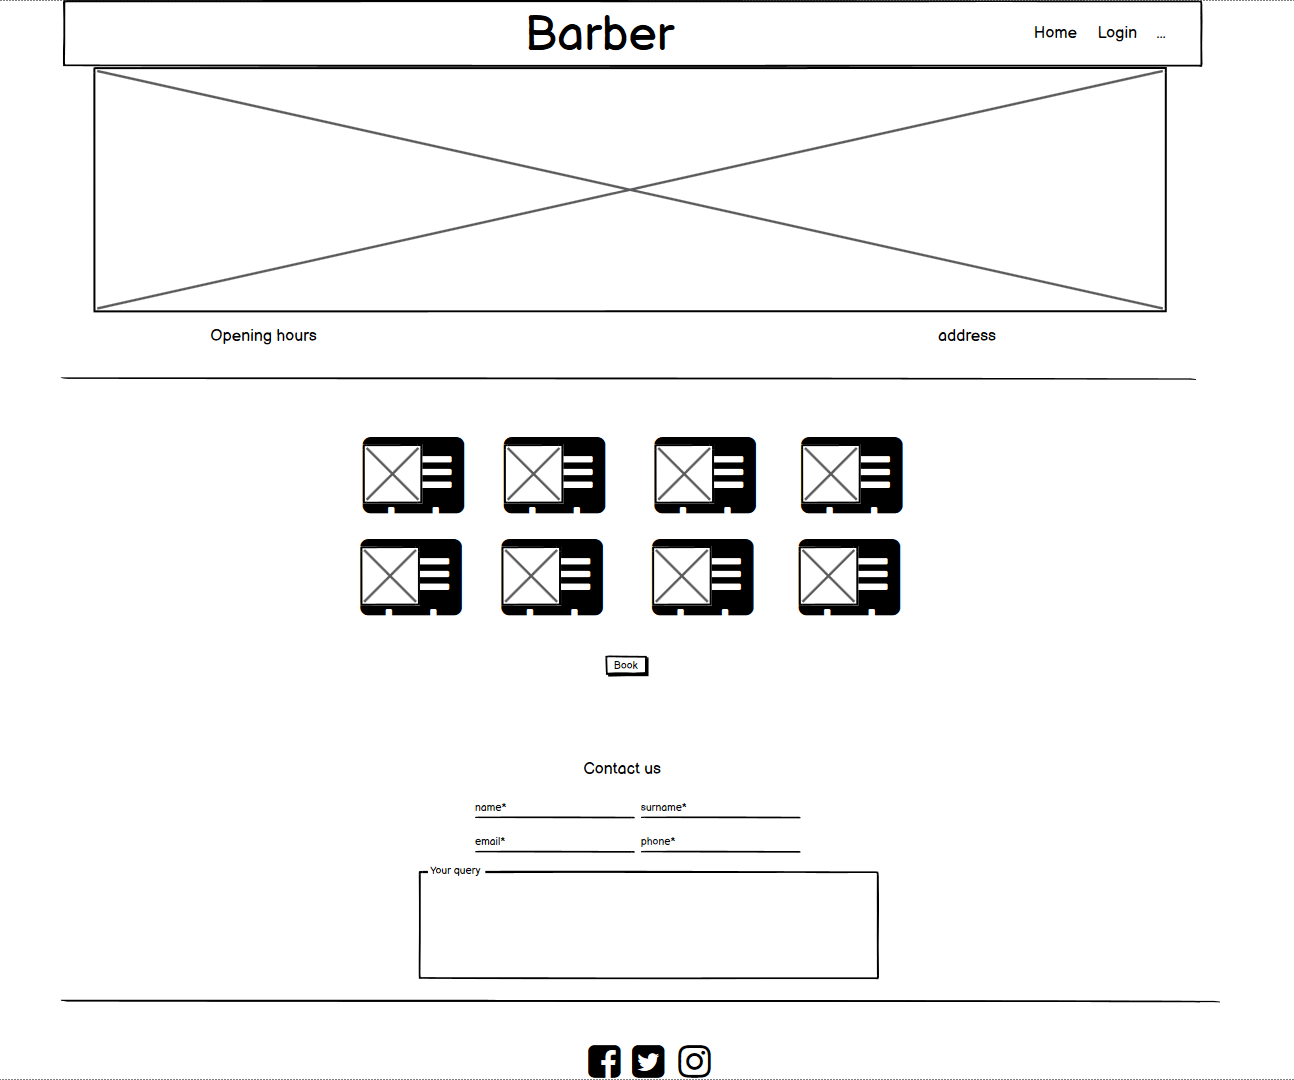 Barber
Home Login ...
Opening hours address
Book
Contact us
name* surname*
email* phone*
Your query